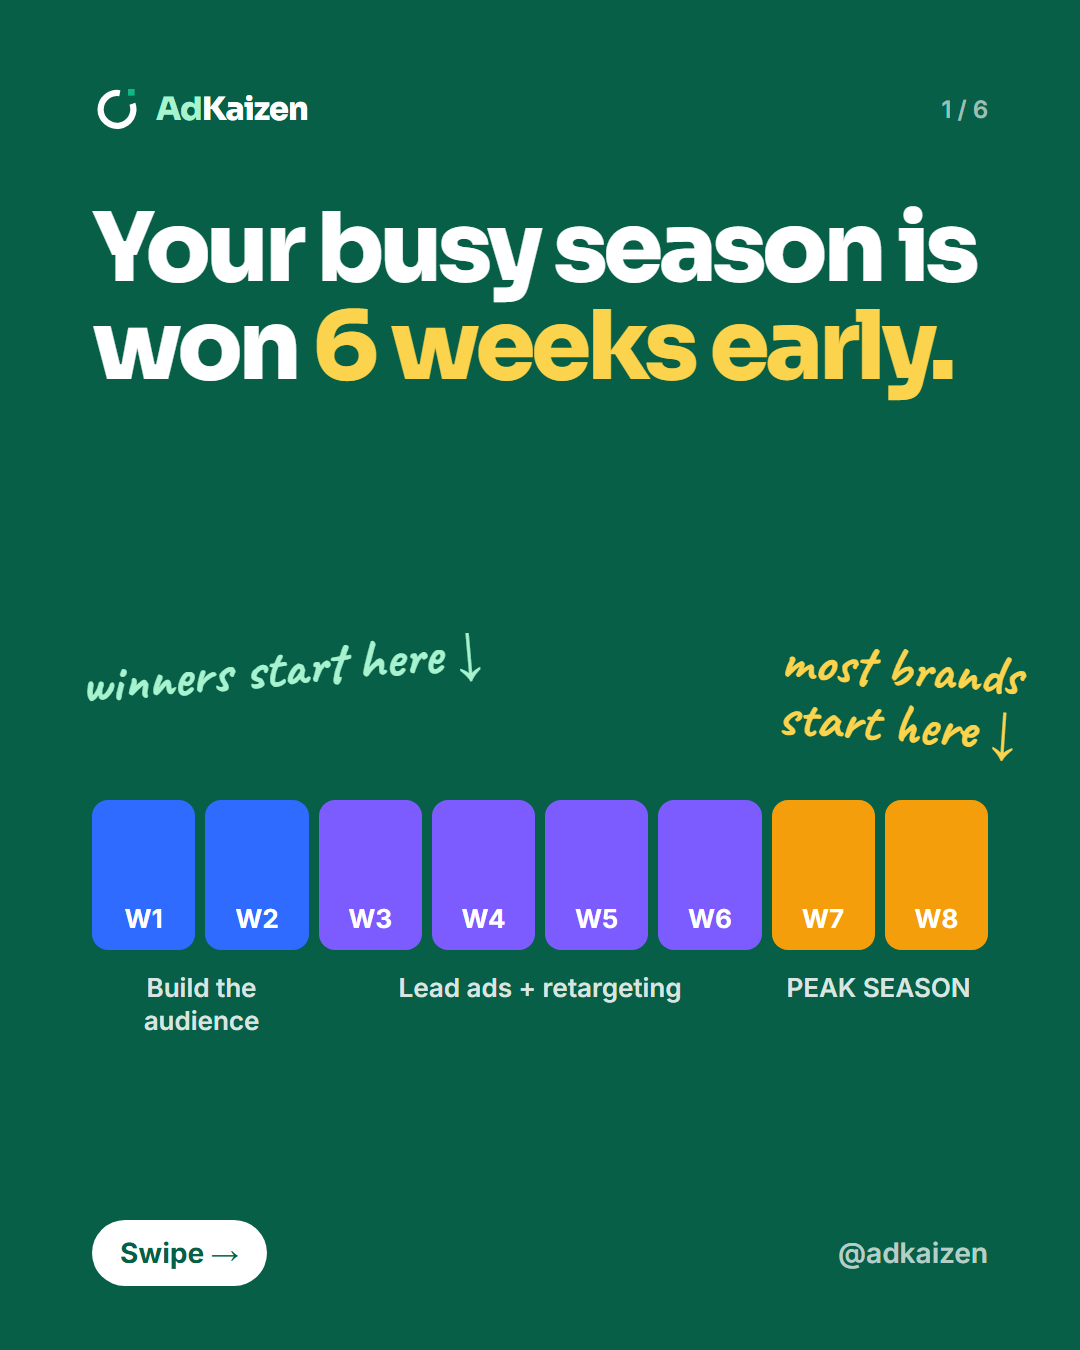 AdKaizen
1 / 6
Your busy season is
won 6 weeks early.
winners start here ↓
most brands
start here ↓
W1 W2 W3 W4 W5 W6 W7 W8
Build the
audience
Lead ads + retargeting
PEAK SEASON
Swipe →
@adkaizen